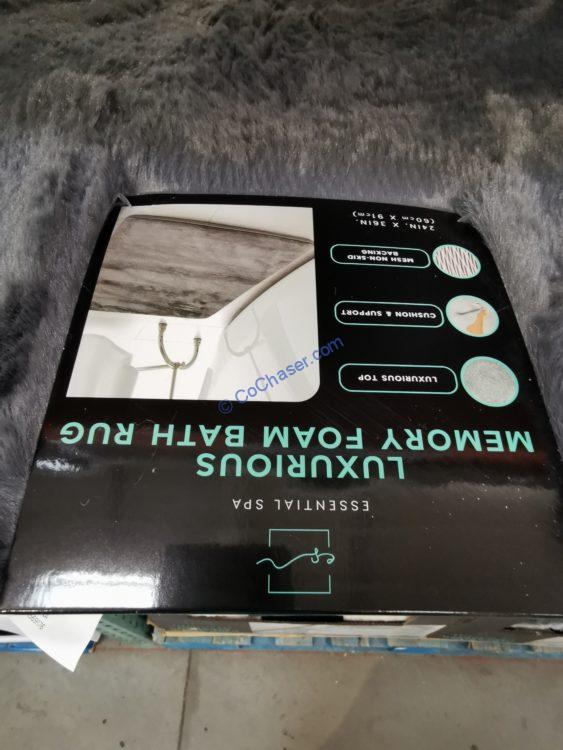 ESSENTIAL SPA
LUXURIOUS
MEMORY FOAM BATH RUG
LUXURIOUS TOP
CUSHION & SUPPORT
MESH NON-SKID
BACKING
24IN. X 36IN.
(60cm X 91cm)
© CoChaser.com